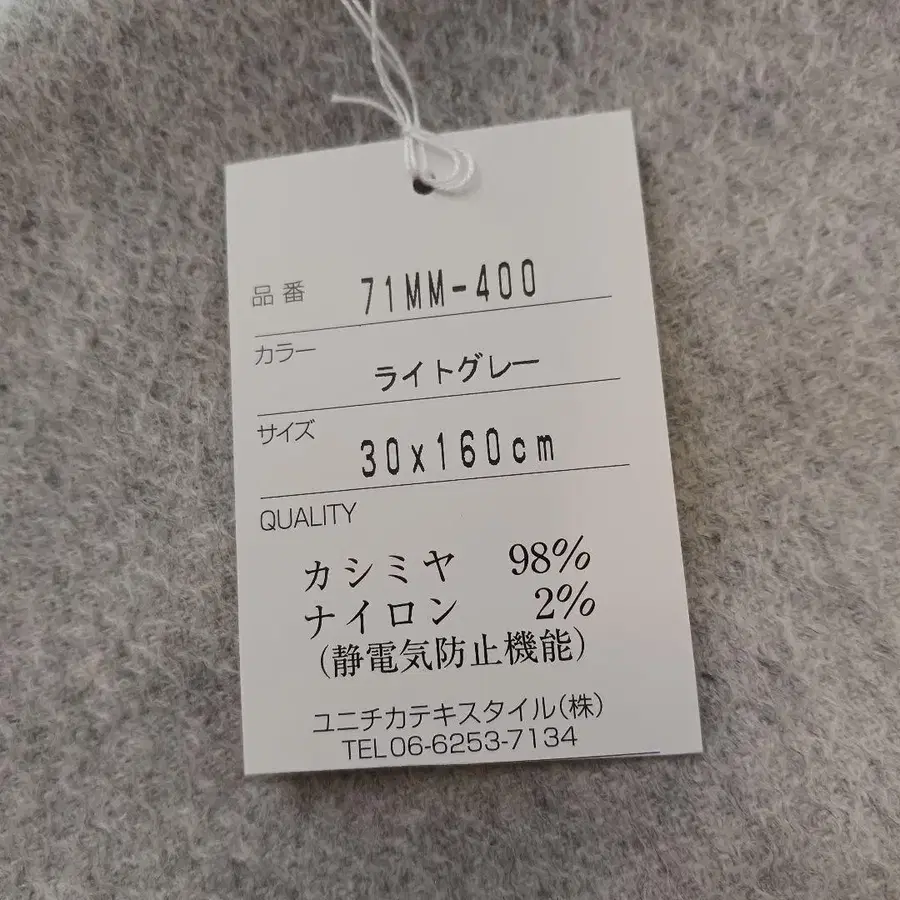 品番 71MM-400
カラー
ライトグレー
サイズ
30x160cm
QUALITY
カシミヤ 98%
ナイロン 2%
(静電気防止機能)
ユニチカテキスタイル(株)
TEL06-6253-7134